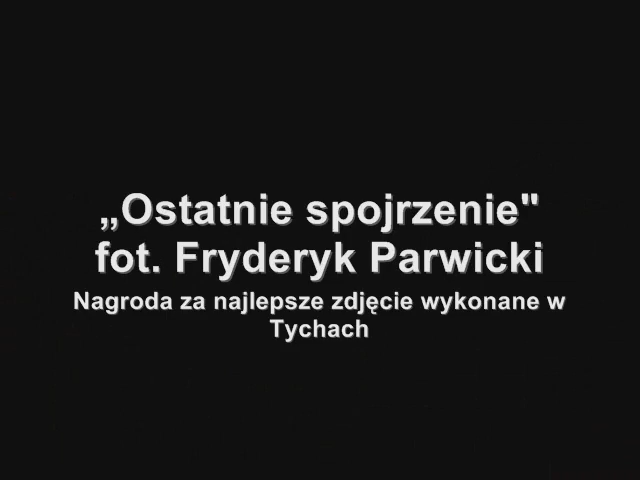 „Ostatnie spojrzenie"
fot. Fryderyk Parwicki
Nagroda za najlepsze zdjęcie wykonane w
Tychach